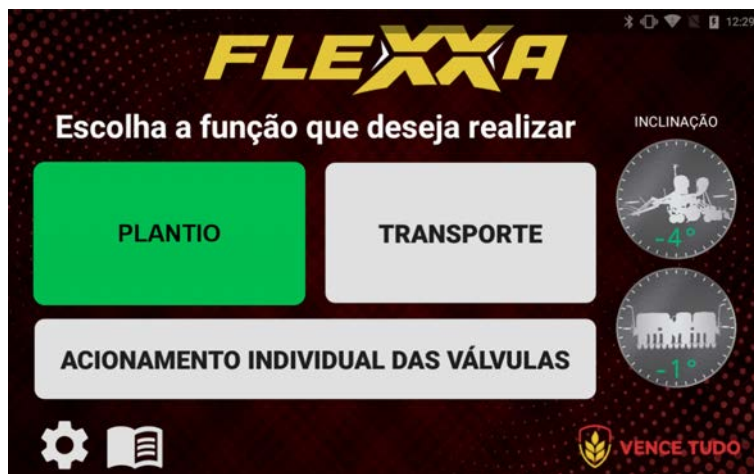 12:29
FLEXXA
Escolha a função que deseja realizar
INCLINAÇÃO
PLANTIO
TRANSPORTE
-4°
ACIONAMENTO INDIVIDUAL DAS VÁLVULAS
-1°
VENCE TUDO